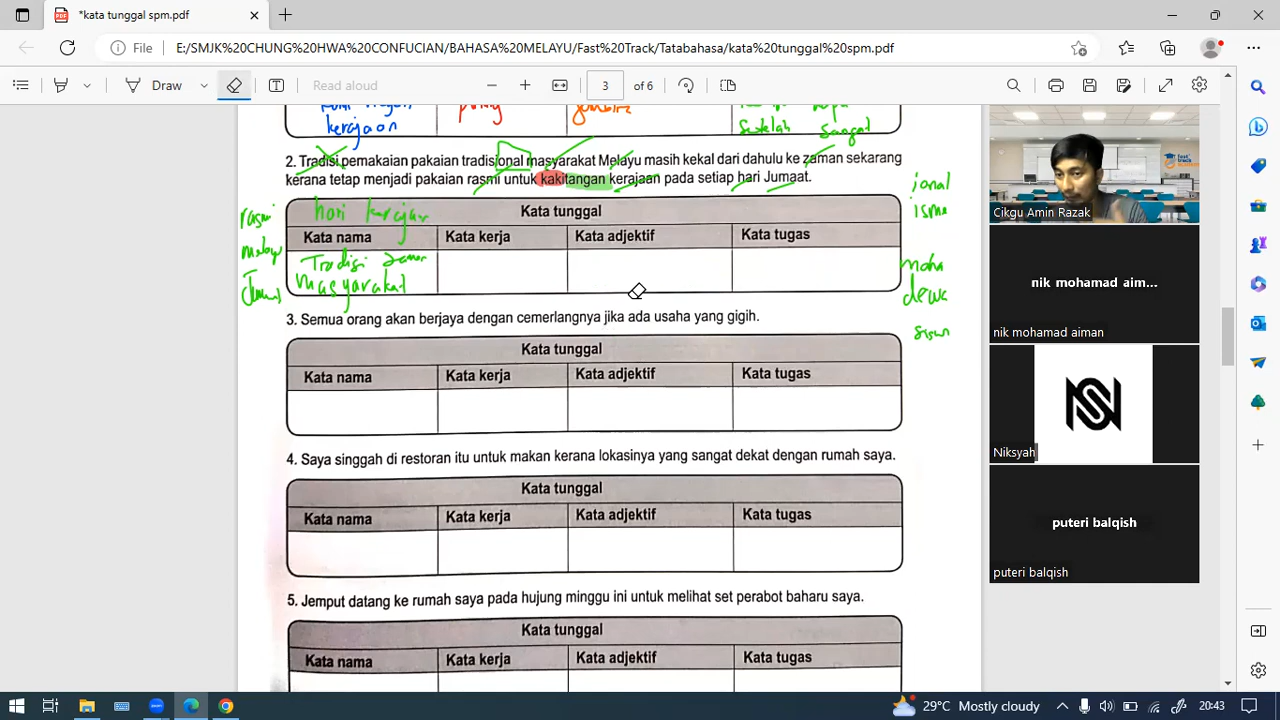 *kata tunggal spm.pdf
File
E:/SMJK%20CHUNG%20HWA%20CONFUCIAN/BAHASA%20MELAYU/Fast%20Track/Tatabahasa/kata%20tunggal%20spm.pdf
Draw
Read aloud
3 of 6
kerajaan
setelah sangat
2. Tradisi pemakaian pakaian tradisional masyarakat Melayu masih kekal dari dahulu ke zaman sekarang
kerana tetap menjadi pakaian rasmi untuk kakitangan kerajaan pada setiap hari Jumaat.
ional
isma
rasmi
hari
Kata tunggal
Kata nama
Kata kerja
Kata adjektif
Kata tugas
Tradisi
masyarakat
maha
dewa
3. Semua orang akan berjaya dengan cemerlangnya jika ada usaha yang gigih.
Kata tunggal
Kata nama
Kata kerja
Kata adjektif
Kata tugas
4. Saya singgah di restoran itu untuk makan kerana lokasinya yang sangat dekat dengan rumah saya.
Kata tunggal
Kata nama
Kata kerja
Kata adjektif
Kata tugas
5. Jemput datang ke rumah saya pada hujung minggu ini untuk melihat set perabot baharu saya.
Kata tunggal
Kata nama
Kata kerja
Kata adjektif
Kata tugas
Cikgu Amin Razak
nik mohamad aim...
nik mohamad aiman
Niksyah
puteri balqish
puteri balqish
29°C Mostly cloudy
20:43